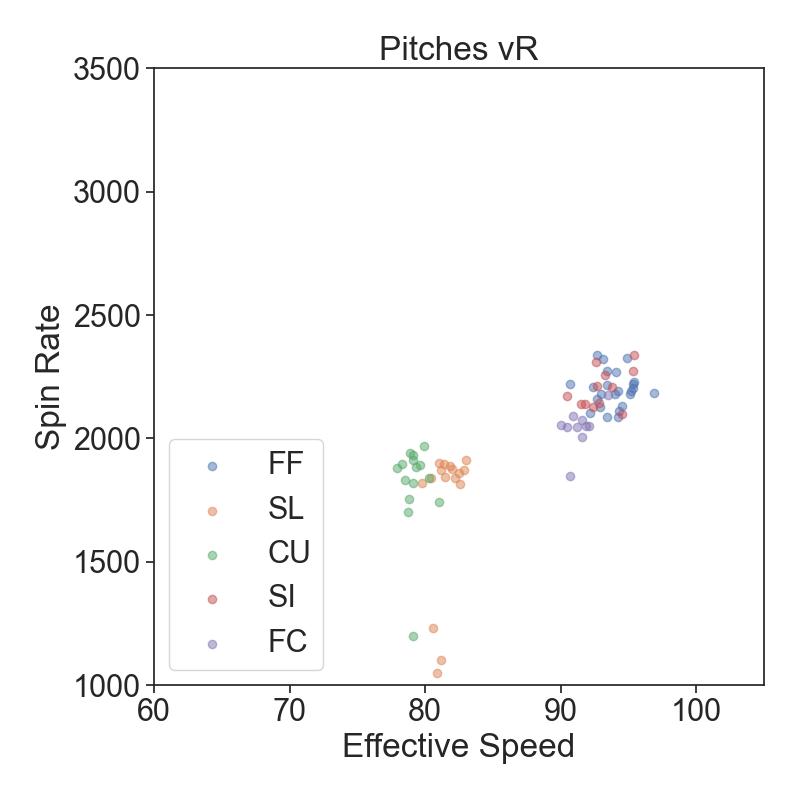 Pitches vR
3500
3000
2500
2000
1500
1000
Spin Rate
FF
SL
CU
SI
FC
60 70 80 90 100
Effective Speed